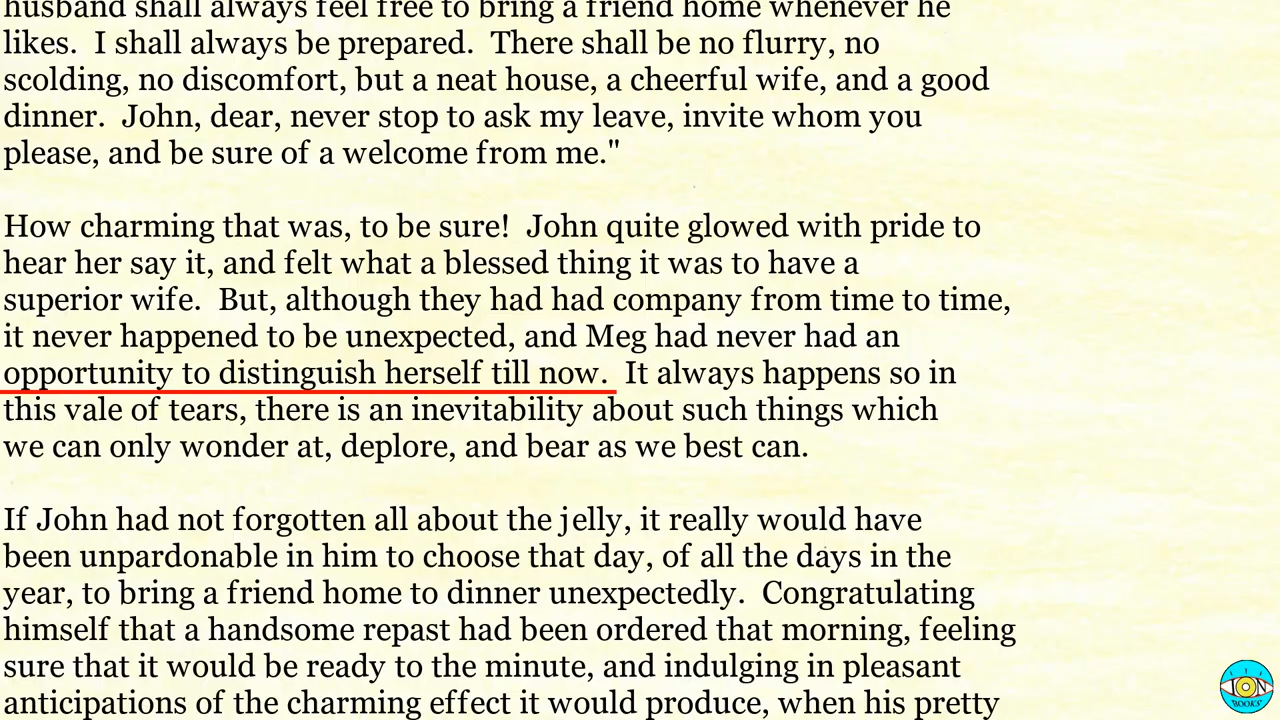 husband shall always feel free to bring a friend home whenever he
likes.  I shall always be prepared.  There shall be no flurry, no
scolding, no discomfort, but a neat house, a cheerful wife, and a good
dinner.  John, dear, never stop to ask my leave, invite whom you
please, and be sure of a welcome from me."
How charming that was, to be sure!  John quite glowed with pride to
hear her say it, and felt what a blessed thing it was to have a
superior wife.  But, although they had had company from time to time,
it never happened to be unexpected, and Meg had never had an
opportunity to distinguish herself till now.  It always happens so in
this vale of tears, there is an inevitability about such things which
we can only wonder at, deplore, and bear as we best can.
If John had not forgotten all about the jelly, it really would have
been unpardonable in him to choose that day, of all the days in the
year, to bring a friend home to dinner unexpectedly.  Congratulating
himself that a handsome repast had been ordered that morning, feeling
sure that it would be ready to the minute, and indulging in pleasant
anticipations of the charming effect it would produce, when his pretty
ION
BOOKS